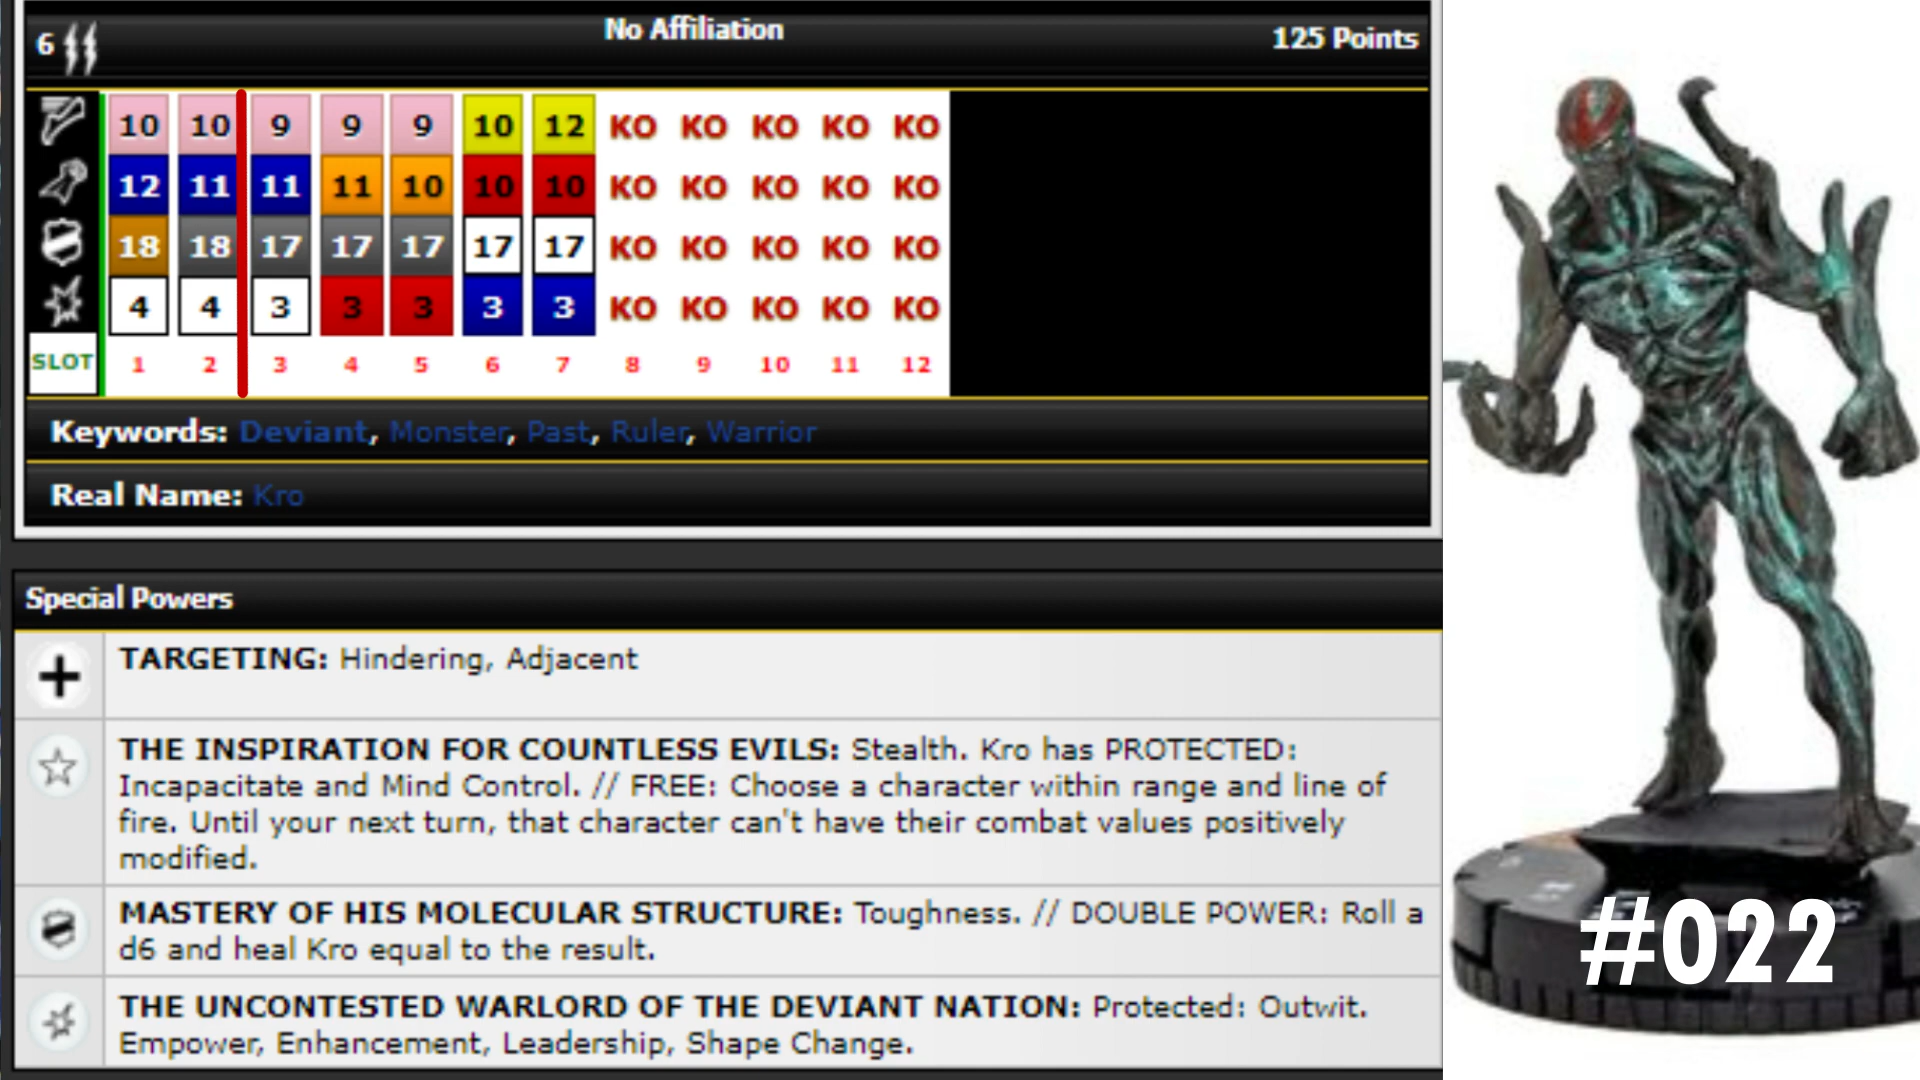 6 No Affiliation 125 Points
10 10 9 9 9 10 12 KO KO KO KO KO
12 11 11 11 10 10 10 KO KO KO KO KO
18 18 17 17 17 17 17 KO KO KO KO KO
4 4 3 3 3 3 3 KO KO KO KO KO
SLOT 1 2 3 4 5 6 7 8 9 10 11 12
Keywords: Deviant, Monster, Past, Ruler, Warrior
Real Name: Kro
Special Powers
TARGETING: Hindering, Adjacent
THE INSPIRATION FOR COUNTLESS EVILS: Stealth. Kro has PROTECTED:
Incapacitate and Mind Control. // FREE: Choose a character within range and line of
fire. Until your next turn, that character can't have their combat values positively
modified.
MASTERY OF HIS MOLECULAR STRUCTURE: Toughness. // DOUBLE POWER: Roll a
d6 and heal Kro equal to the result.
THE UNCONTESTED WARLORD OF THE DEVIANT NATION: Protected: Outwit.
Empower, Enhancement, Leadership, Shape Change.
#022